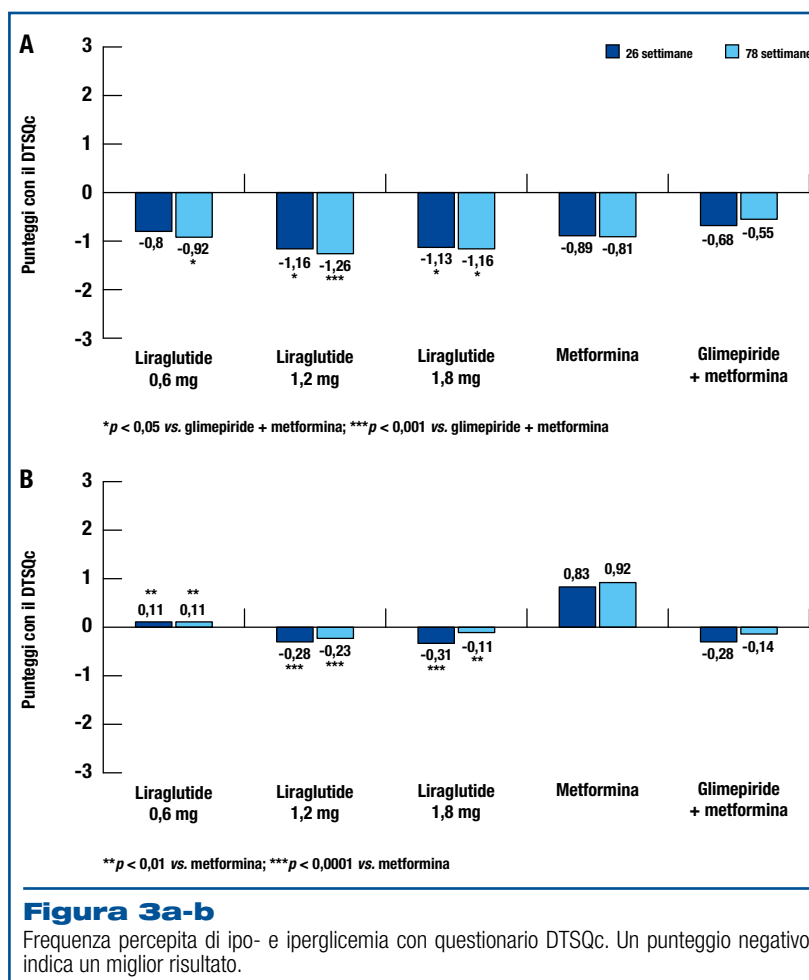 A
3
2
1
0
-1
-2
-3
Punteggi con il DTSQc
26 settimane 78 settimane
-0,8 -0,92 -1,16 -1,26 -1,13 -1,16 -0,89 -0,81 -0,68 -0,55
* * *** * *
Liraglutide Liraglutide Liraglutide Metformina Glimepiride
0,6 mg 1,2 mg 1,8 mg + metformina
*p < 0,05 vs. glimepiride + metformina; ***p < 0,001 vs. glimepiride + metformina
B
3
2
1
0
-1
-2
-3
Punteggi con il DTSQc
** **
0,11 0,11 -0,28 -0,23 -0,31 -0,11 0,83 0,92 -0,28 -0,14
*** *** *** **
Liraglutide Liraglutide Liraglutide Metformina Glimepiride
0,6 mg 1,2 mg 1,8 mg + metformina
**p < 0,01 vs. metformina; ***p < 0,0001 vs. metformina
Figura 3a-b
Frequenza percepita di ipo- e iperglicemia con questionario DTSQc. Un punteggio negativo
indica un miglior risultato.